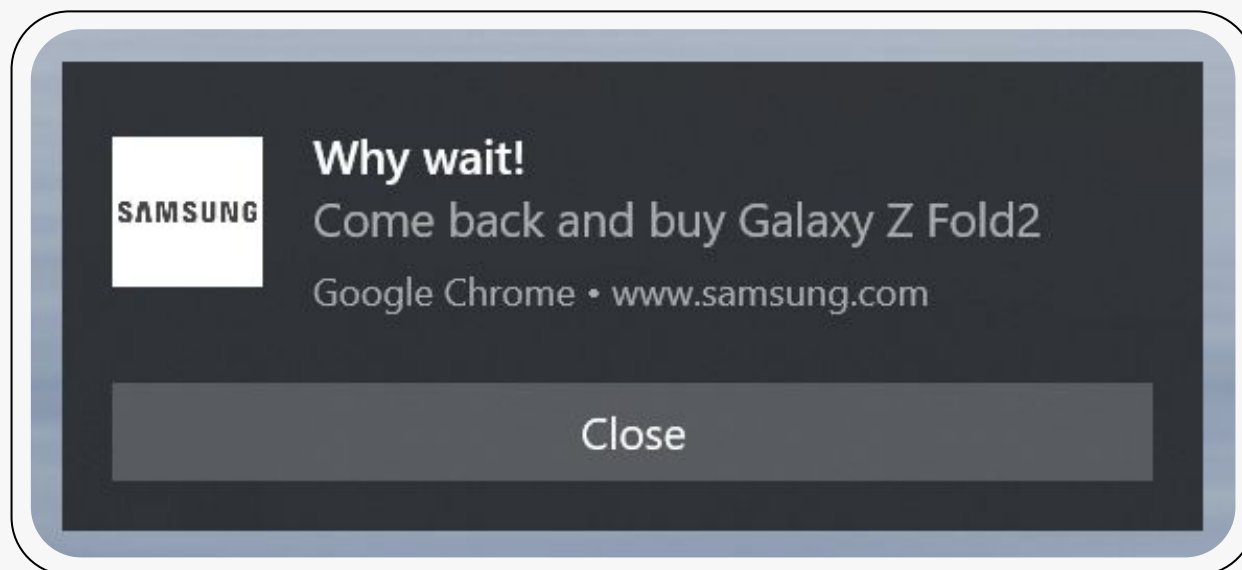 SAMSUNG
Why wait!
Come back and buy Galaxy Z Fold2
Google Chrome • www.samsung.com
Close